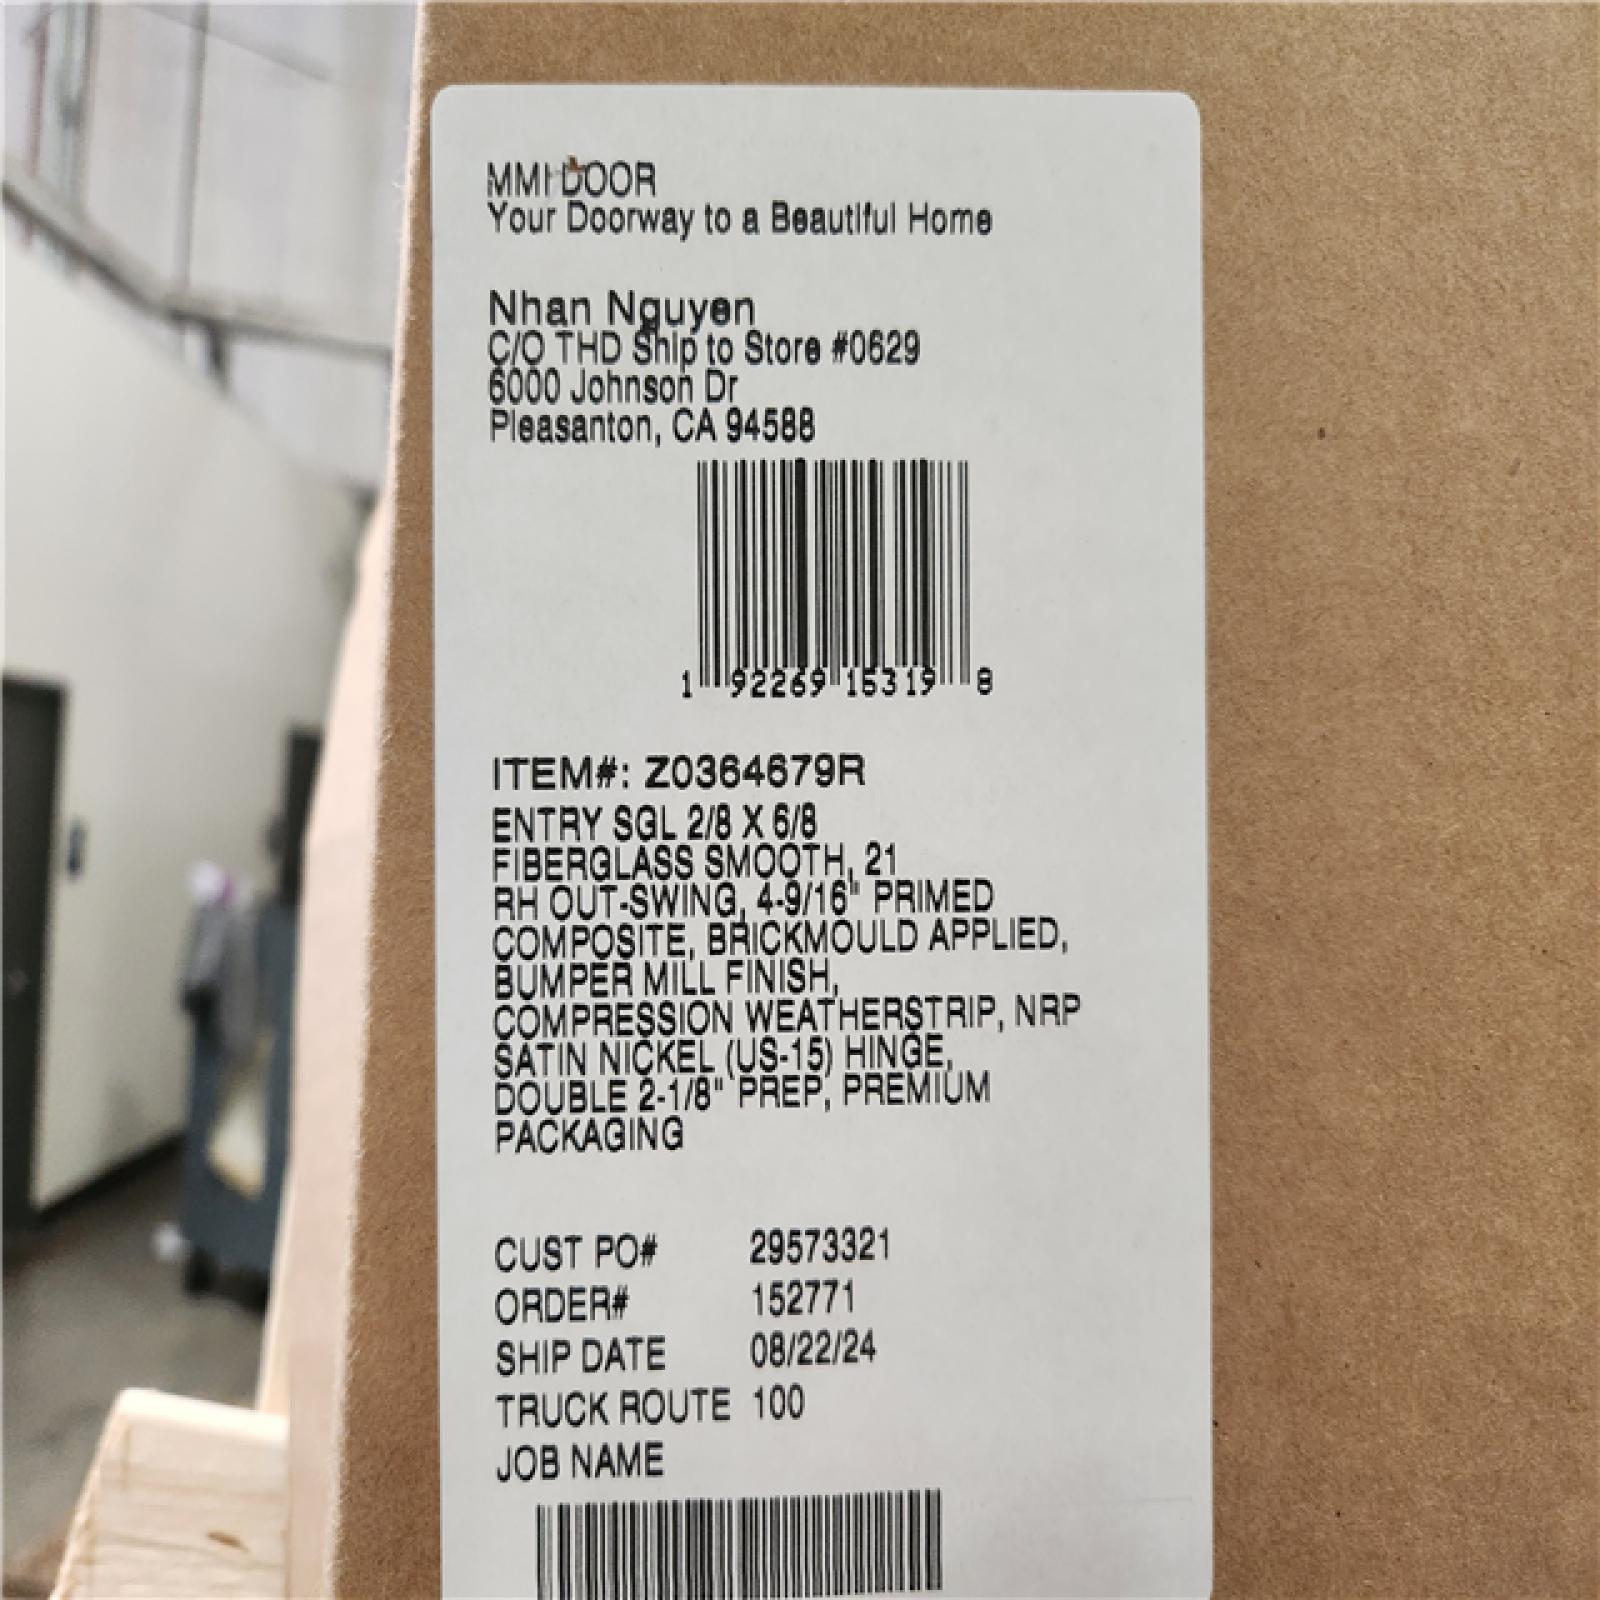 MMI DOOR
Your Doorway to a Beautiful Home
Nhan Nguyen
C/O THD Ship to Store #0629
6000 Johnson Dr
Pleasanton, CA 94588
1 92269 15319 8
ITEM#: Z0364679R
ENTRY SGL 2/8 X 6/8
FIBERGLASS SMOOTH, 21
RH OUT-SWING, 4-9/16" PRIMED
COMPOSITE, BRICKMOULD APPLIED,
BUMPER MILL FINISH,
COMPRESSION WEATHERSTRIP, NRP
SATIN NICKEL (US-15) HINGE,
DOUBLE 2-1/8" PREP, PREMIUM
PACKAGING
CUST PO# 29573321
ORDER# 152771
SHIP DATE 08/22/24
TRUCK ROUTE 100
JOB NAME